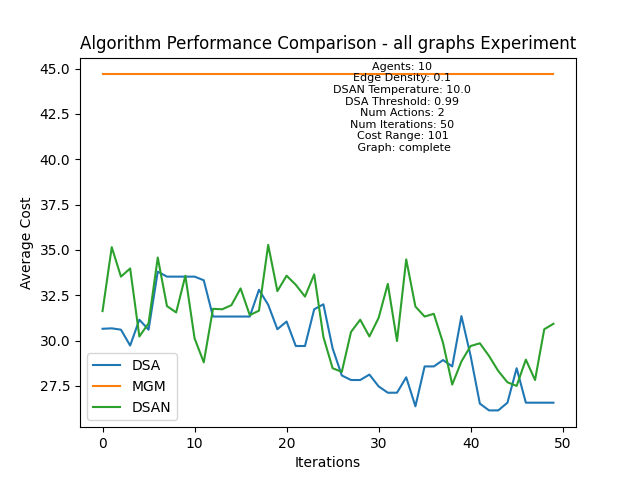 Algorithm Performance Comparison - all graphs Experiment
45.0
42.5
40.0
37.5
35.0
32.5
30.0
27.5
Average Cost
Agents: 10
Edge Density: 0.1
DSAN Temperature: 10.0
DSA Threshold: 0.99
Num Actions: 2
Num Iterations: 50
Cost Range: 101
Graph: complete
DSA
MGM
DSAN
0 10 20 30 40 50
Iterations